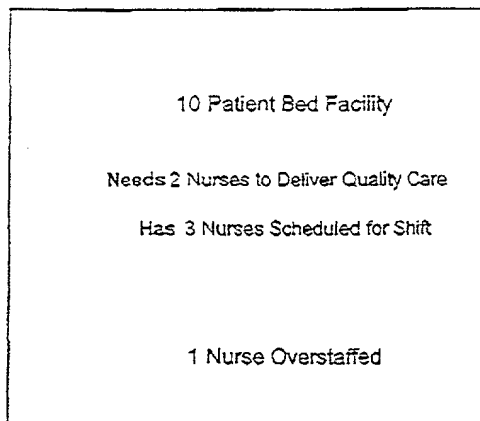 10 Patient Bed Facility
Needs 2 Nurses to Deliver Quality Care
Has 3 Nurses Scheduled for Shift
1 Nurse Overstaffed